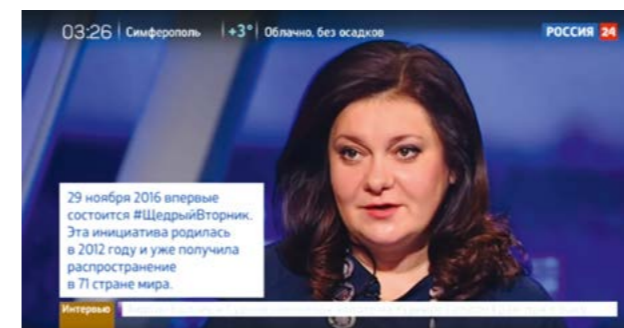 03:26 Симферополь +3° Облачно, без осадков РОССИЯ 24
29 ноября 2016 впервые
состоится #ЩедрыйВторник.
Эта инициатива родилась
в 2012 году и уже получила
распространение
в 71 стране мира.
Интервью